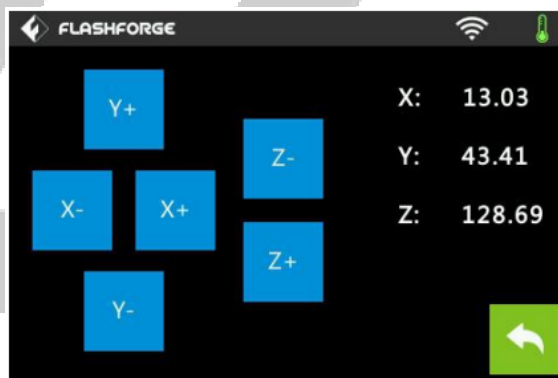 FLASHFORGE
Y+
X-
X+
Y-
Z-
Z+
X: 13.03
Y: 43.41
Z: 128.69